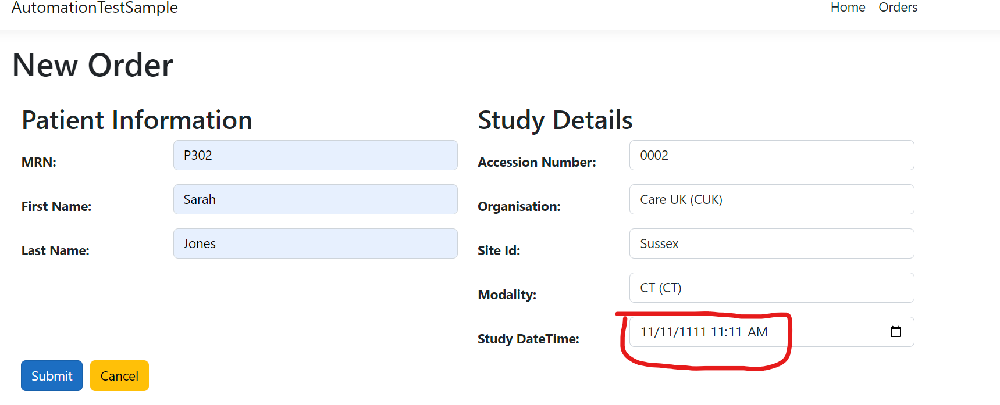 AutomationTestSample
Home Orders
New Order
Patient Information
MRN: P302
First Name: Sarah
Last Name: Jones
Study Details
Accession Number: 0002
Organisation: Care UK (CUK)
Site Id: Sussex
Modality: CT (CT)
Study DateTime: 11/11/1111 11:11 AM
Submit Cancel